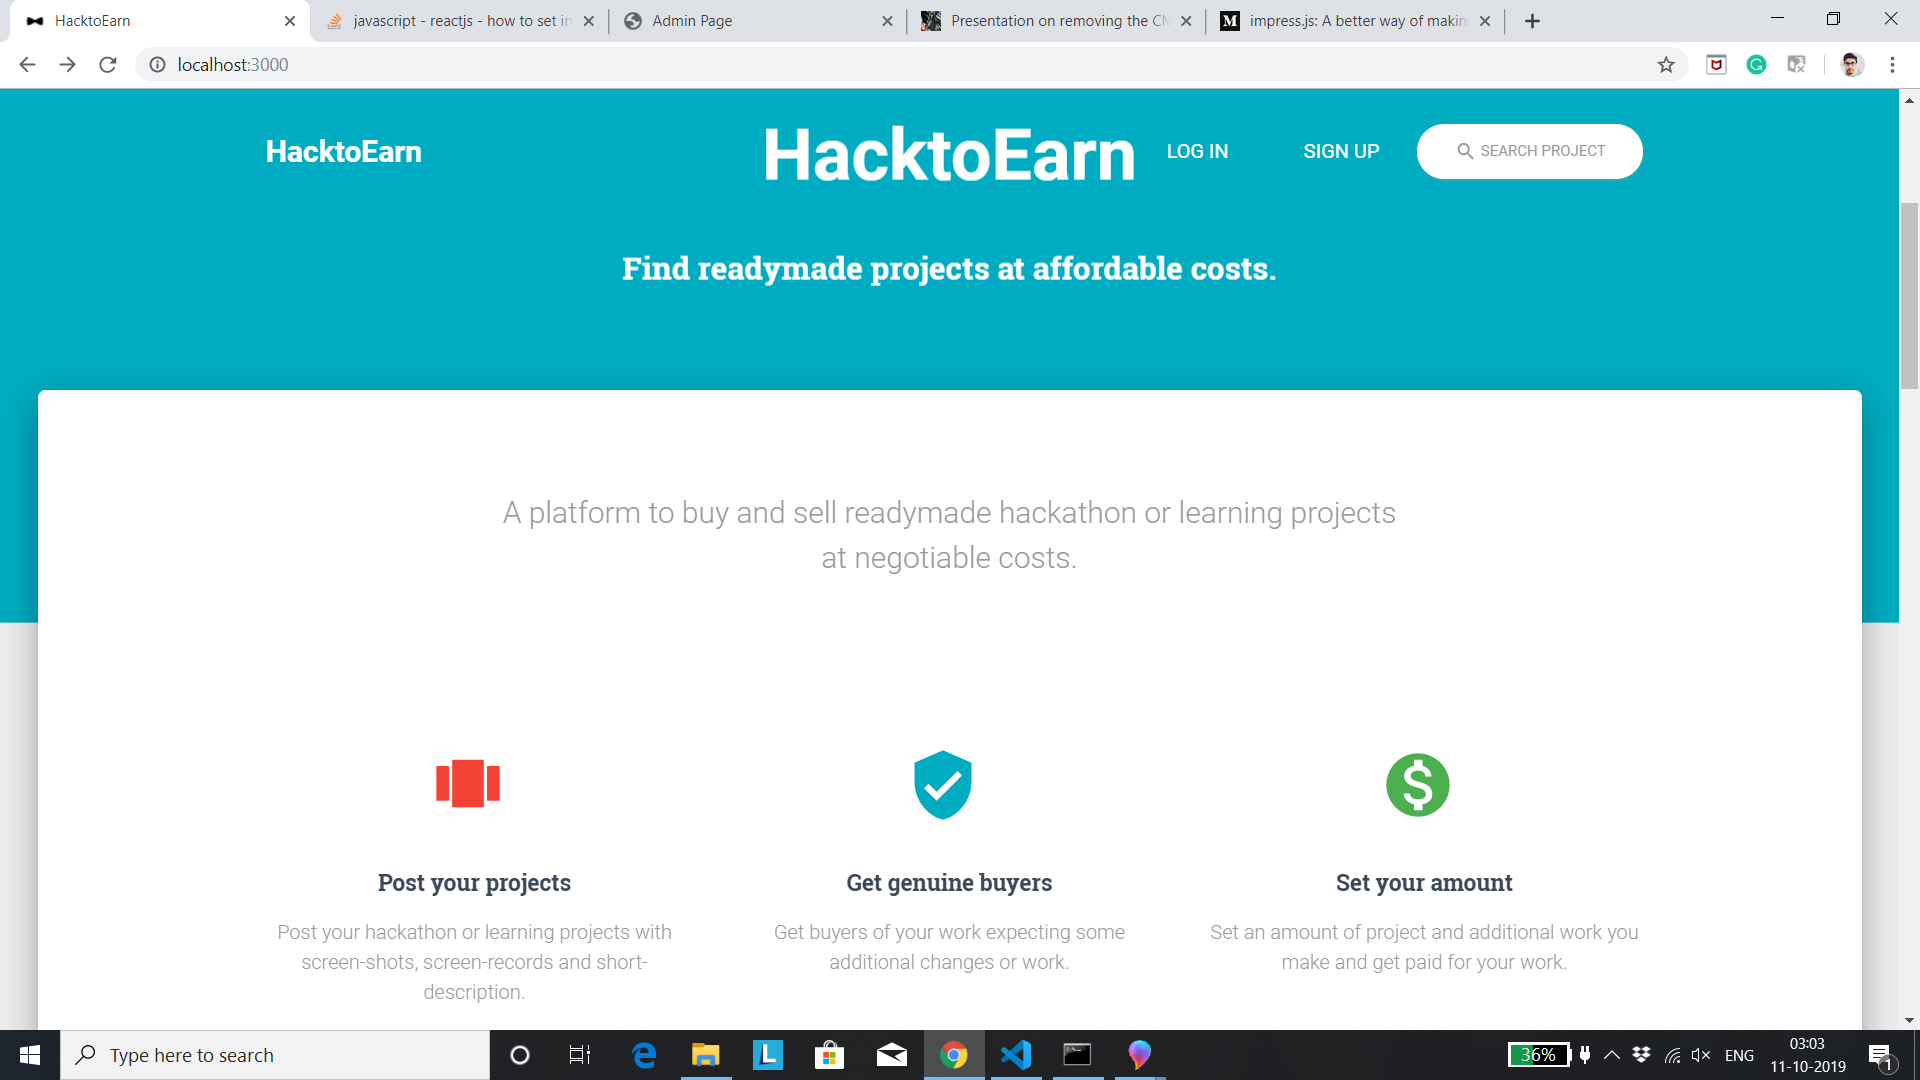 HacktoEarn
javascript - reactjs - how to set in
Admin Page
Presentation on removing the CM
M
impress.js: A better way of makin
localhost:3000
HacktoEarn
HacktoEarn
LOG IN
SIGN UP
SEARCH PROJECT
Find readymade projects at affordable costs.
A platform to buy and sell readymade hackathon or learning projects
at negotiable costs.
$
Post your projects
Get genuine buyers
Set your amount
Post your hackathon or learning projects with
screen-shots, screen-records and short-
description.
Get buyers of your work expecting some
additional changes or work.
Set an amount of project and additional work you
make and get paid for your work.
Type here to search
L
36%
ENG
03:03
11-10-2019
1